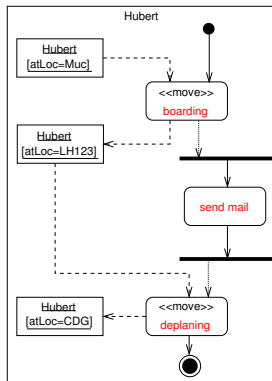 Hubert
Hubert
[atLoc=Muc]
<<move>>
boarding
Hubert
[atLoc=LH123]
send mail
Hubert
[atLoc=CDG]
<<move>>
deplaning